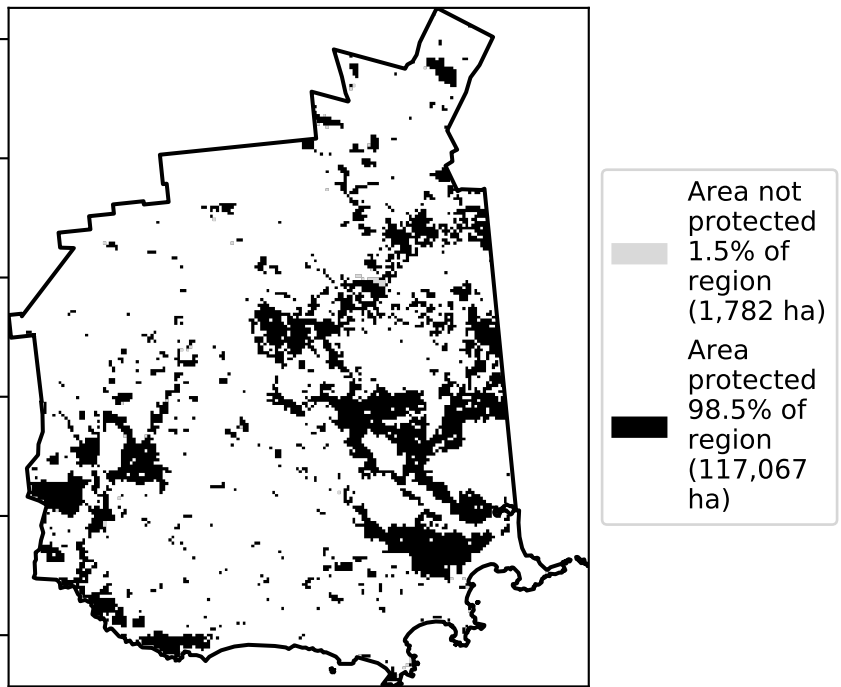 Area not
protected
1.5% of
region
(1,782 ha)
Area
protected
98.5% of
region
(117,067
ha)